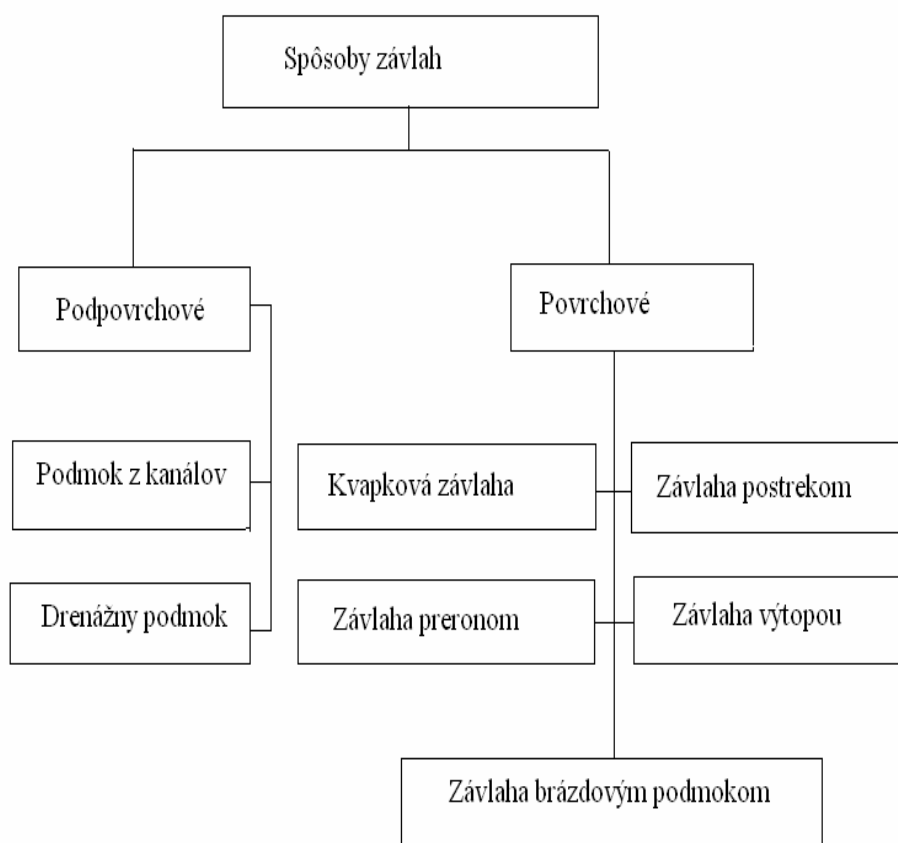 Spôsoby závlah
Podpovrchové
Povrchové
Podmok z kanálov
Kvapková závlaha
Závlaha postrekom
Drenážny podmok
Závlaha preronom
Závlaha výtopou
Závlaha brázdovým podmokom